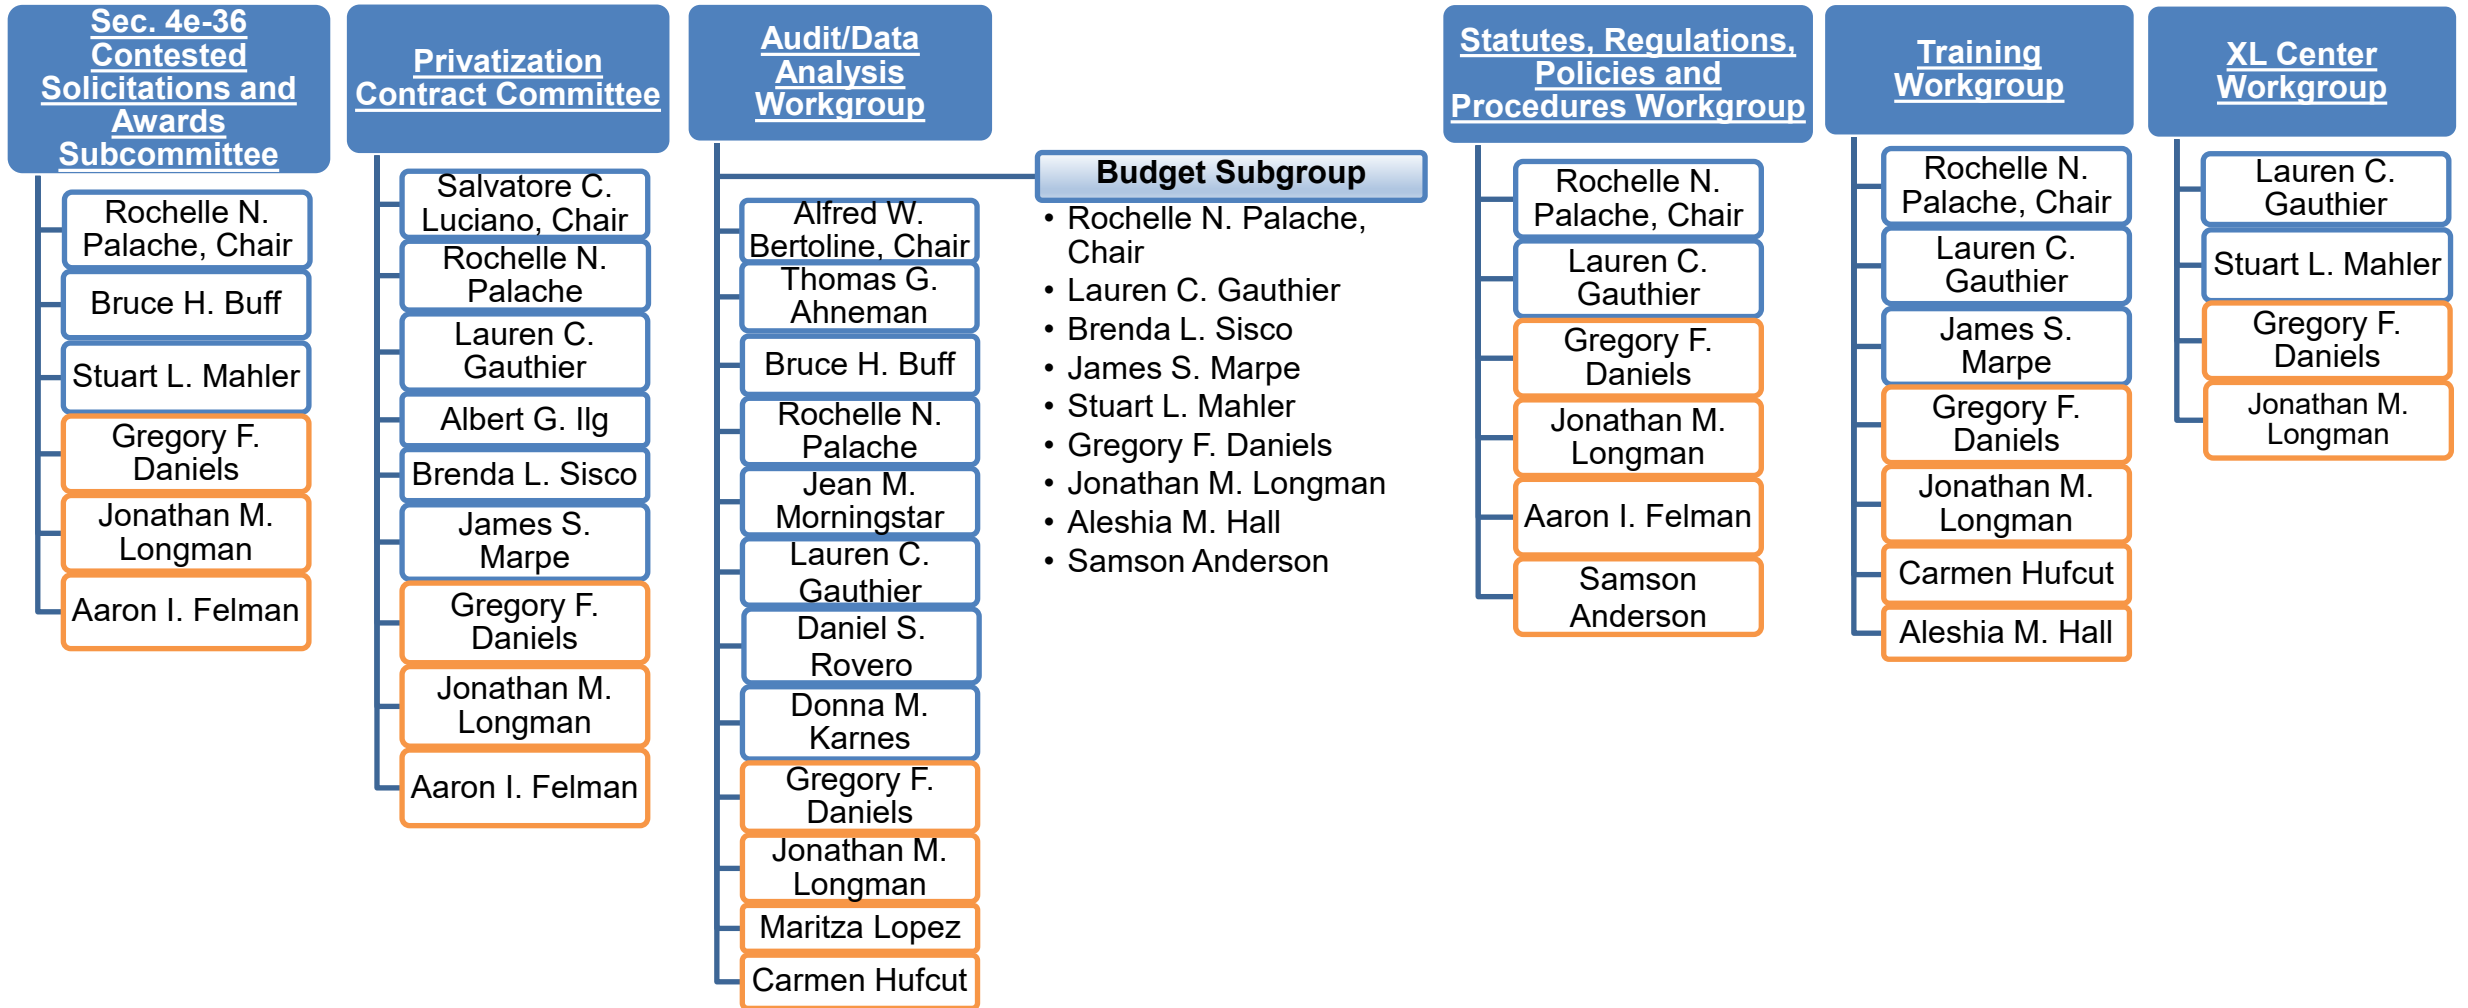 Sec. 4e-36
Contested
Solicitations and
Awards
Subcommittee
Rochelle N.
Palache, Chair
Bruce H. Buff
Stuart L. Mahler
Gregory F.
Daniels
Jonathan M.
Longman
Aaron I. Felman
Privatization
Contract Committee
Salvatore C.
Luciano, Chair
Rochelle N.
Palache
Lauren C.
Gauthier
Albert G. Ilg
Brenda L. Sisco
James S.
Marpe
Gregory F.
Daniels
Jonathan M.
Longman
Aaron I. Felman
Audit/Data
Analysis
Workgroup
Alfred W.
Bertoline, Chair
Thomas G.
Ahneman
Bruce H. Buff
Rochelle N.
Palache
Jean M.
Morningstar
Lauren C.
Gauthier
Daniel S.
Rovero
Donna M.
Karnes
Gregory F.
Daniels
Jonathan M.
Longman
Maritza Lopez
Carmen Hufcut
Budget Subgroup
• Rochelle N. Palache,
Chair
• Lauren C. Gauthier
• Brenda L. Sisco
• James S. Marpe
• Stuart L. Mahler
• Gregory F. Daniels
• Jonathan M. Longman
• Aleshia M. Hall
• Samson Anderson
Statutes, Regulations,
Policies and
Procedures Workgroup
Rochelle N.
Palache, Chair
Lauren C.
Gauthier
Gregory F.
Daniels
Jonathan M.
Longman
Aaron I. Felman
Samson
Anderson
Training
Workgroup
Rochelle N.
Palache, Chair
Lauren C.
Gauthier
James S.
Marpe
Gregory F.
Daniels
Jonathan M.
Longman
Carmen Hufcut
Aleshia M. Hall
XL Center
Workgroup
Lauren C.
Gauthier
Stuart L. Mahler
Gregory F.
Daniels
Jonathan M.
Longman